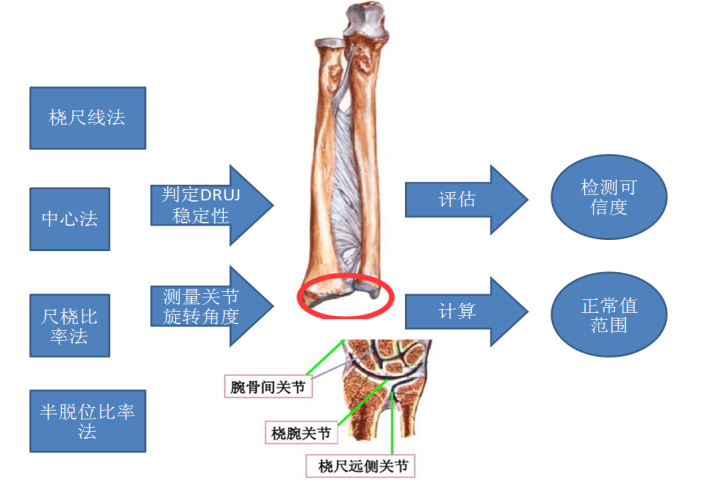 桡尺线法
中心法
尺桡比
率法
半脱位比率
法
判定DRUJ
稳定性
测量关节
旋转角度
评估
计算
检测可
信度
正常值
范围
腕骨间关节
桡腕关节
桡尺远侧关节